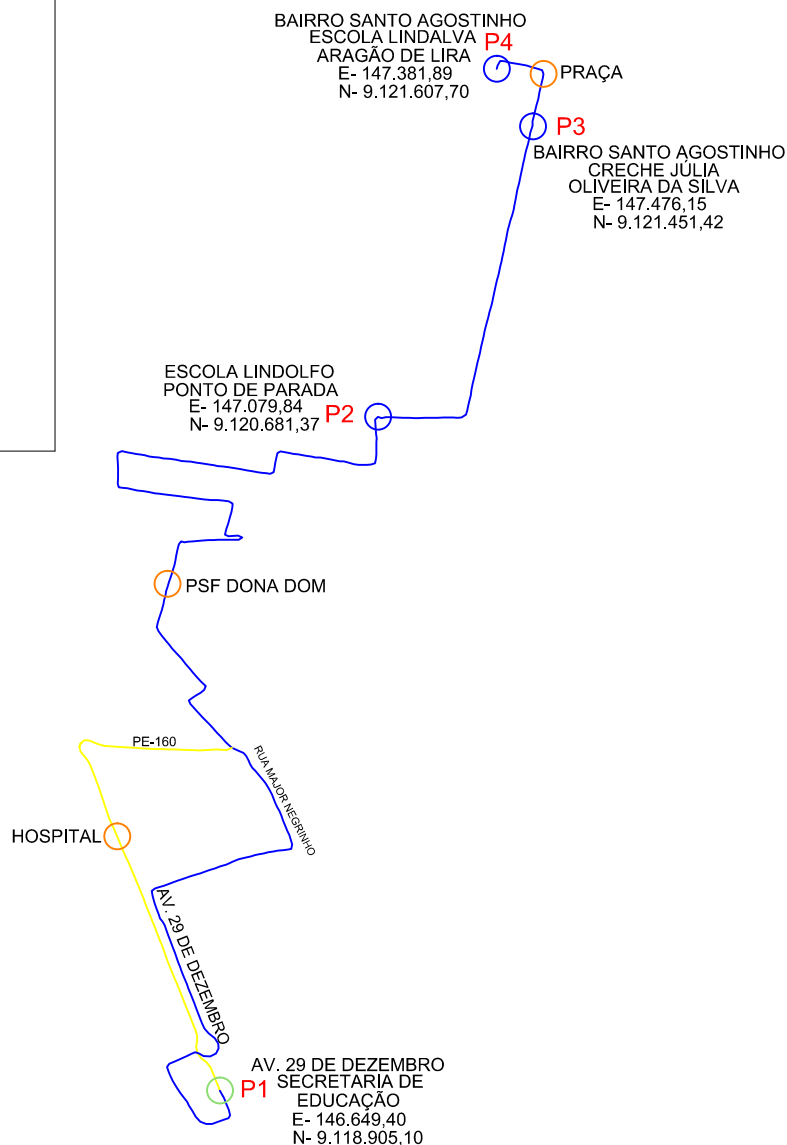 BAIRRO SANTO AGOSTINHO
ESCOLA LINDALVA
ARAGÃO DE LIRA
E- 147.381,89
N- 9.121.607,70
P4
PRAÇA
P3
BAIRRO SANTO AGOSTINHO
CRECHE JÚLIA
OLIVEIRA DA SILVA
E- 147.476,15
N- 9.121.451,42
ESCOLA LINDOLFO
PONTO DE PARADA
E- 147.079,84
N- 9.120.681,37
P2
PSF DONA DOM
PE-160
RUA MAJOR NEGRINHO
HOSPITAL
AV. 29 DE DEZEMBRO
P1
AV. 29 DE DEZEMBRO
SECRETARIA DE
EDUCAÇÃO
E- 146.649,40
N- 9.118.905,10